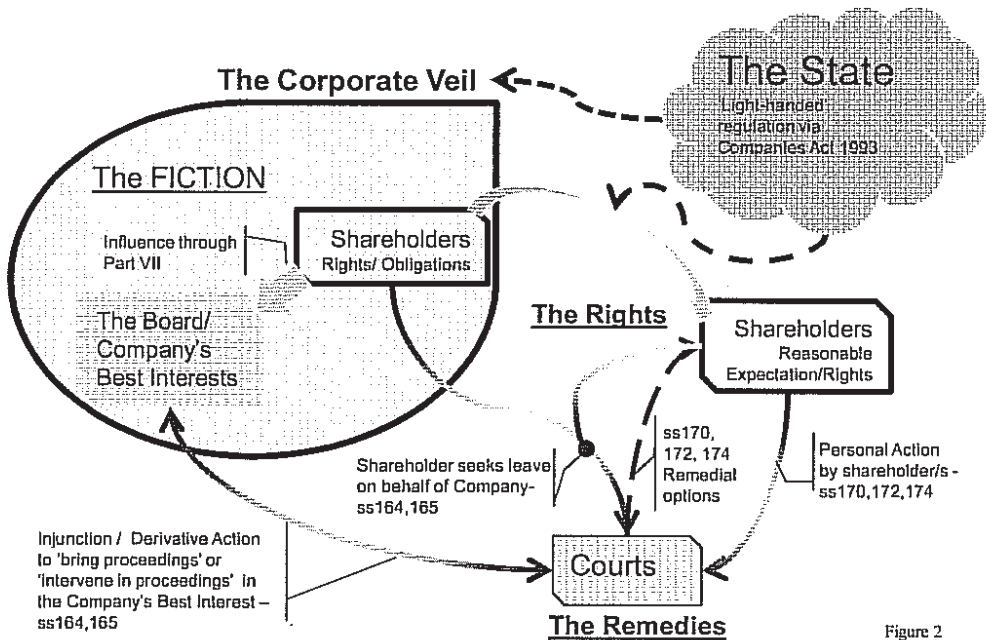 The Corporate Veil
The State
'Light-handed'
regulation via
Companies Act 1993
The FICTION
Influence through
Part VII
Shareholders
Rights/ Obligations
The Board/
Company's
Best Interests
The Rights
Shareholders
Reasonable
Expectation/Rights
Shareholder seeks leave
on behalf of Company-
ss164,165
ss170,
172, 174
Remedial
options
Personal Action
by shareholder/s -
ss170,172,174
Injunction / Derivative Action
to 'bring proceedings' or
'intervene in proceedings' in
the Company's Best Interest –
ss164,165
Courts
The Remedies
Figure 2